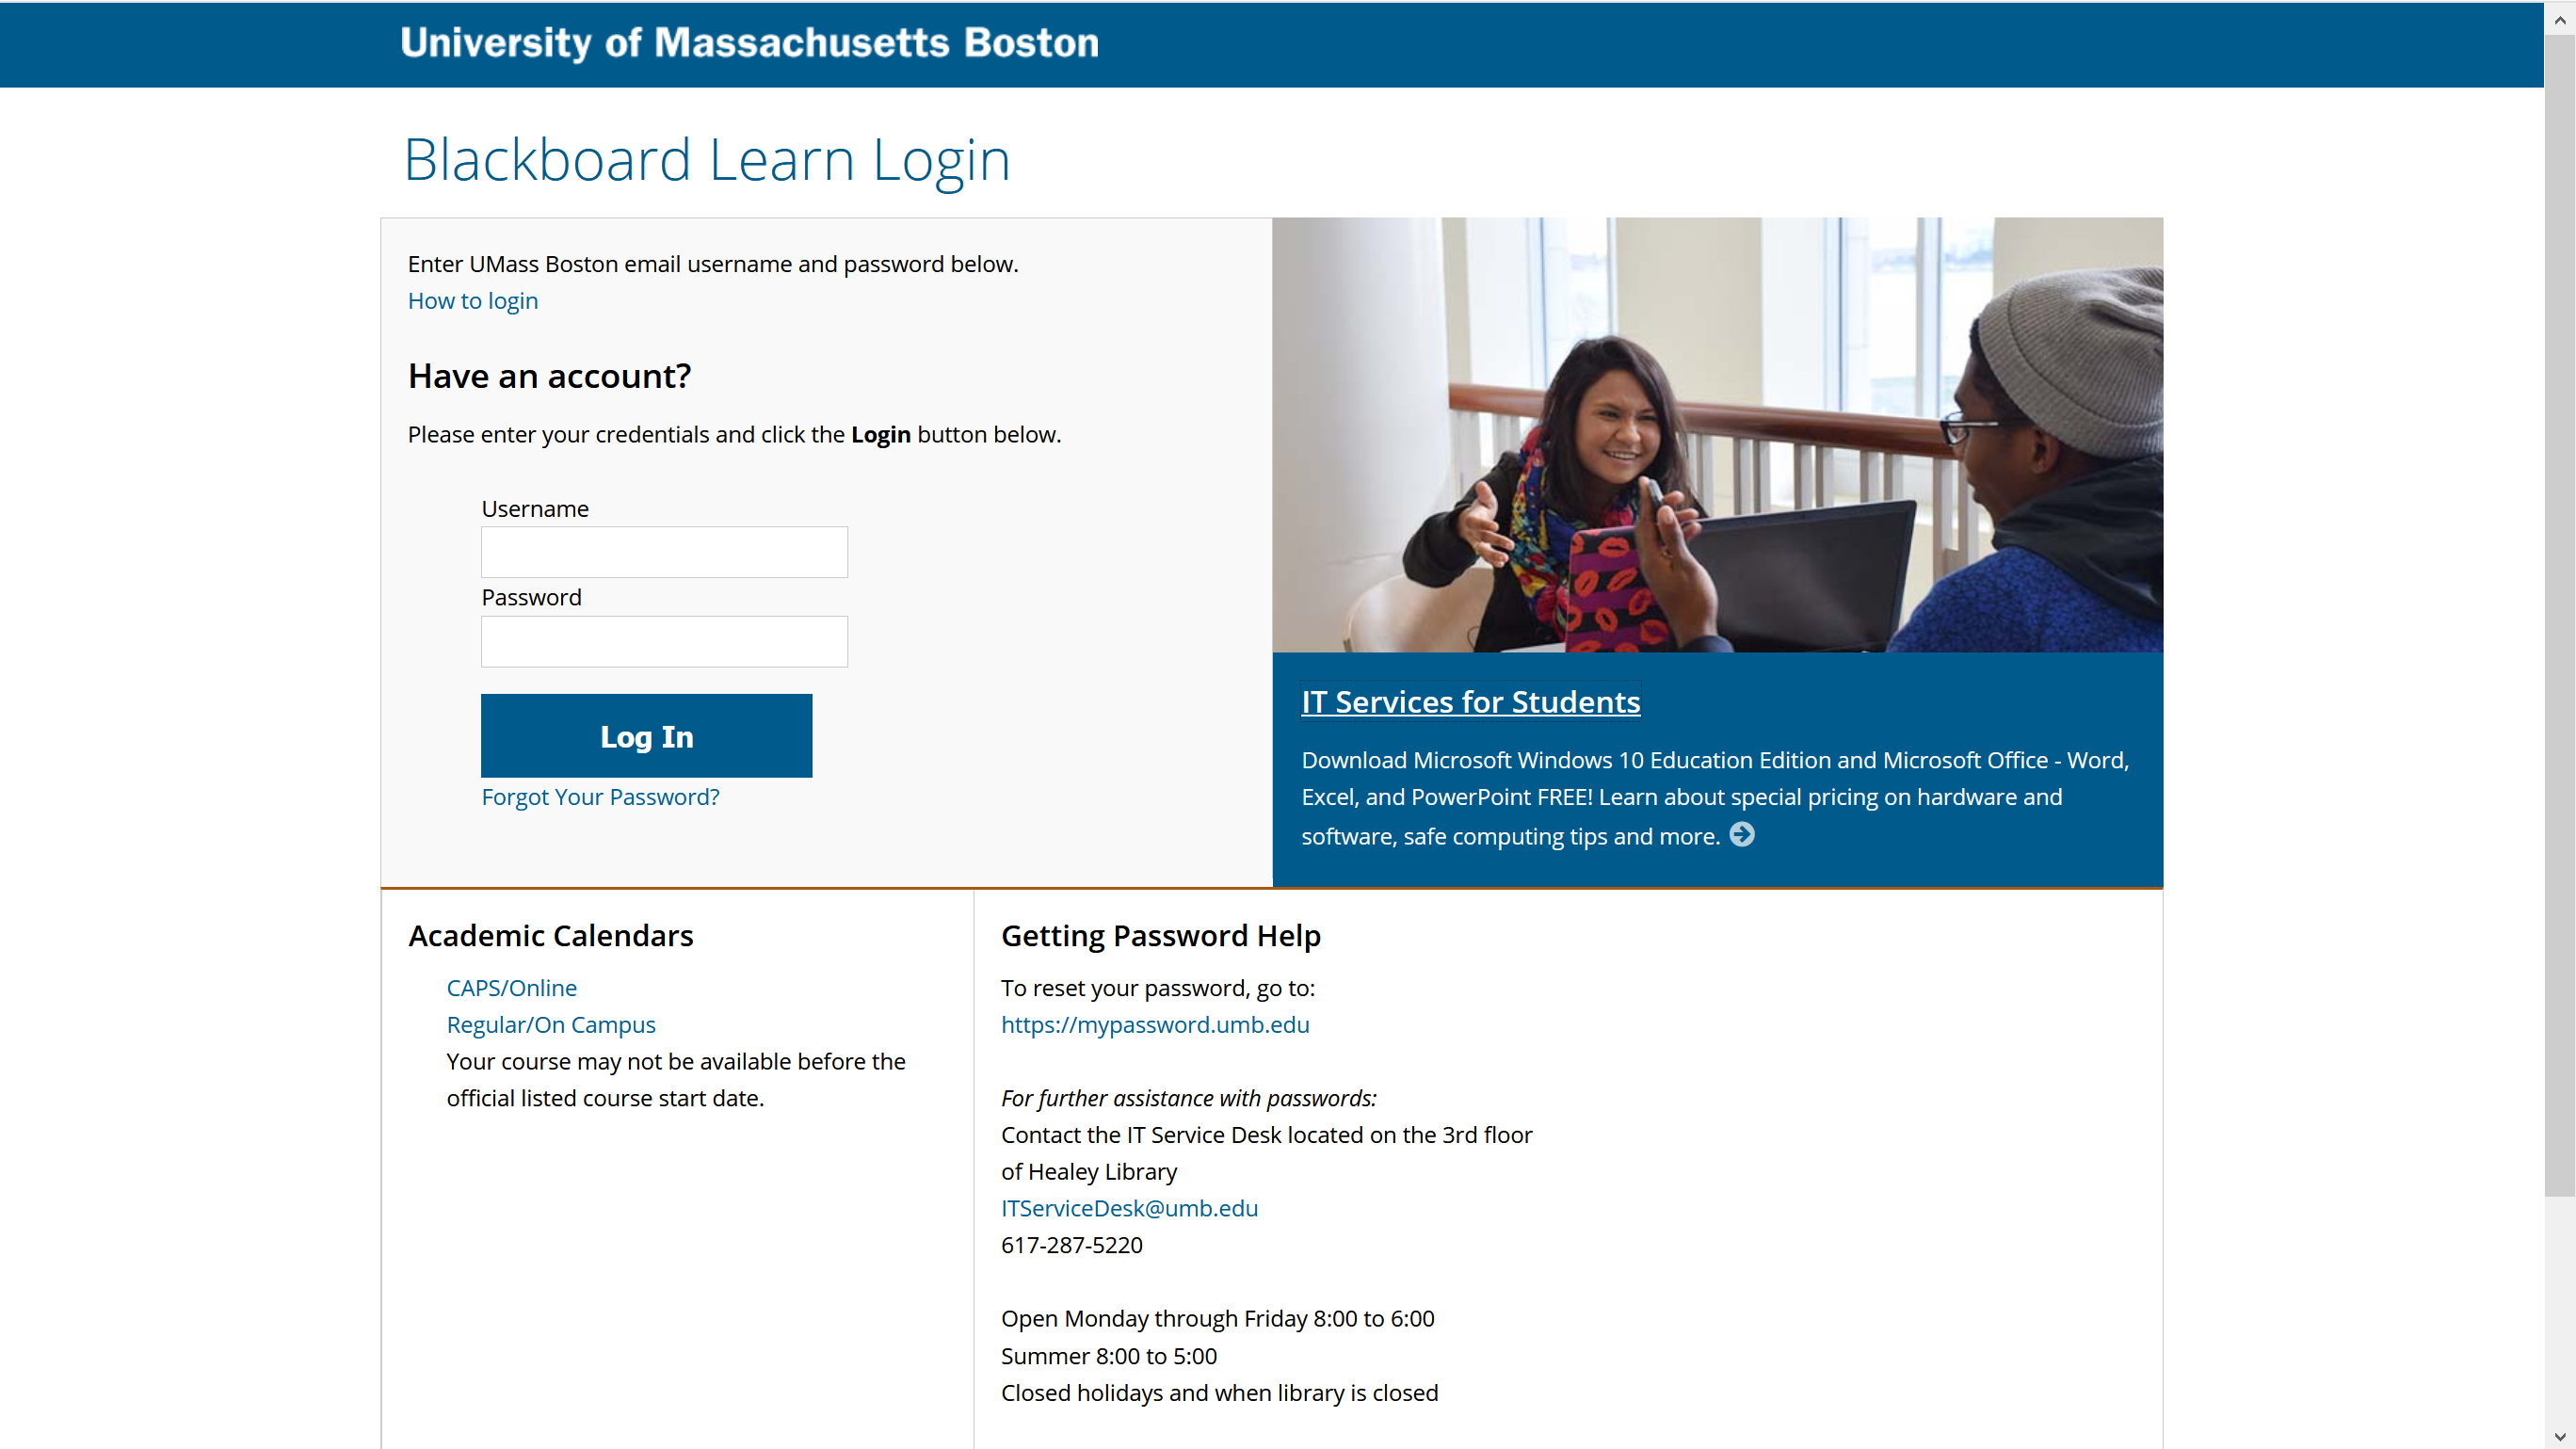 University of Massachusetts Boston
Blackboard Learn Login
Enter UMass Boston email username and password below.
How to login
Have an account?
Please enter your credentials and click the Login button below.
Username
Password
Log In
Forgot Your Password?
IT Services for Students
Download Microsoft Windows 10 Education Edition and Microsoft Office - Word,
Excel, and PowerPoint FREE! Learn about special pricing on hardware and
software, safe computing tips and more.
Academic Calendars
CAPS/Online
Regular/On Campus
Your course may not be available before the
official listed course start date.
Getting Password Help
To reset your password, go to:
https://mypassword.umb.edu
For further assistance with passwords:
Contact the IT Service Desk located on the 3rd floor
of Healey Library
ITServiceDesk@umb.edu
617-287-5220
Open Monday through Friday 8:00 to 6:00
Summer 8:00 to 5:00
Closed holidays and when library is closed